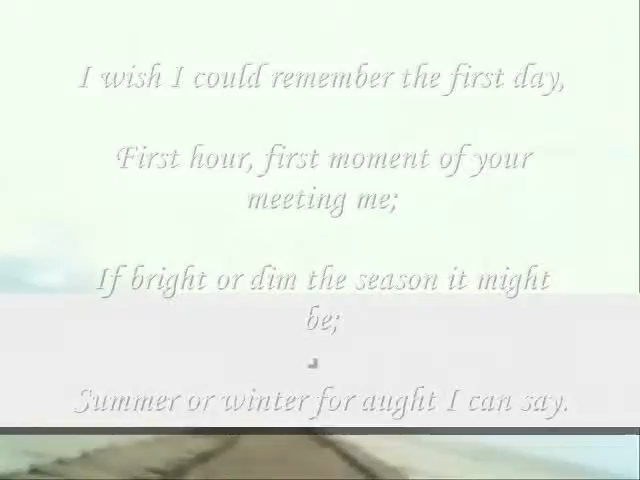 I wish I could remember the first day,
First hour, first moment of your
meeting me;
If bright or dim the season it might
be;
Summer or winter for aught I can say.